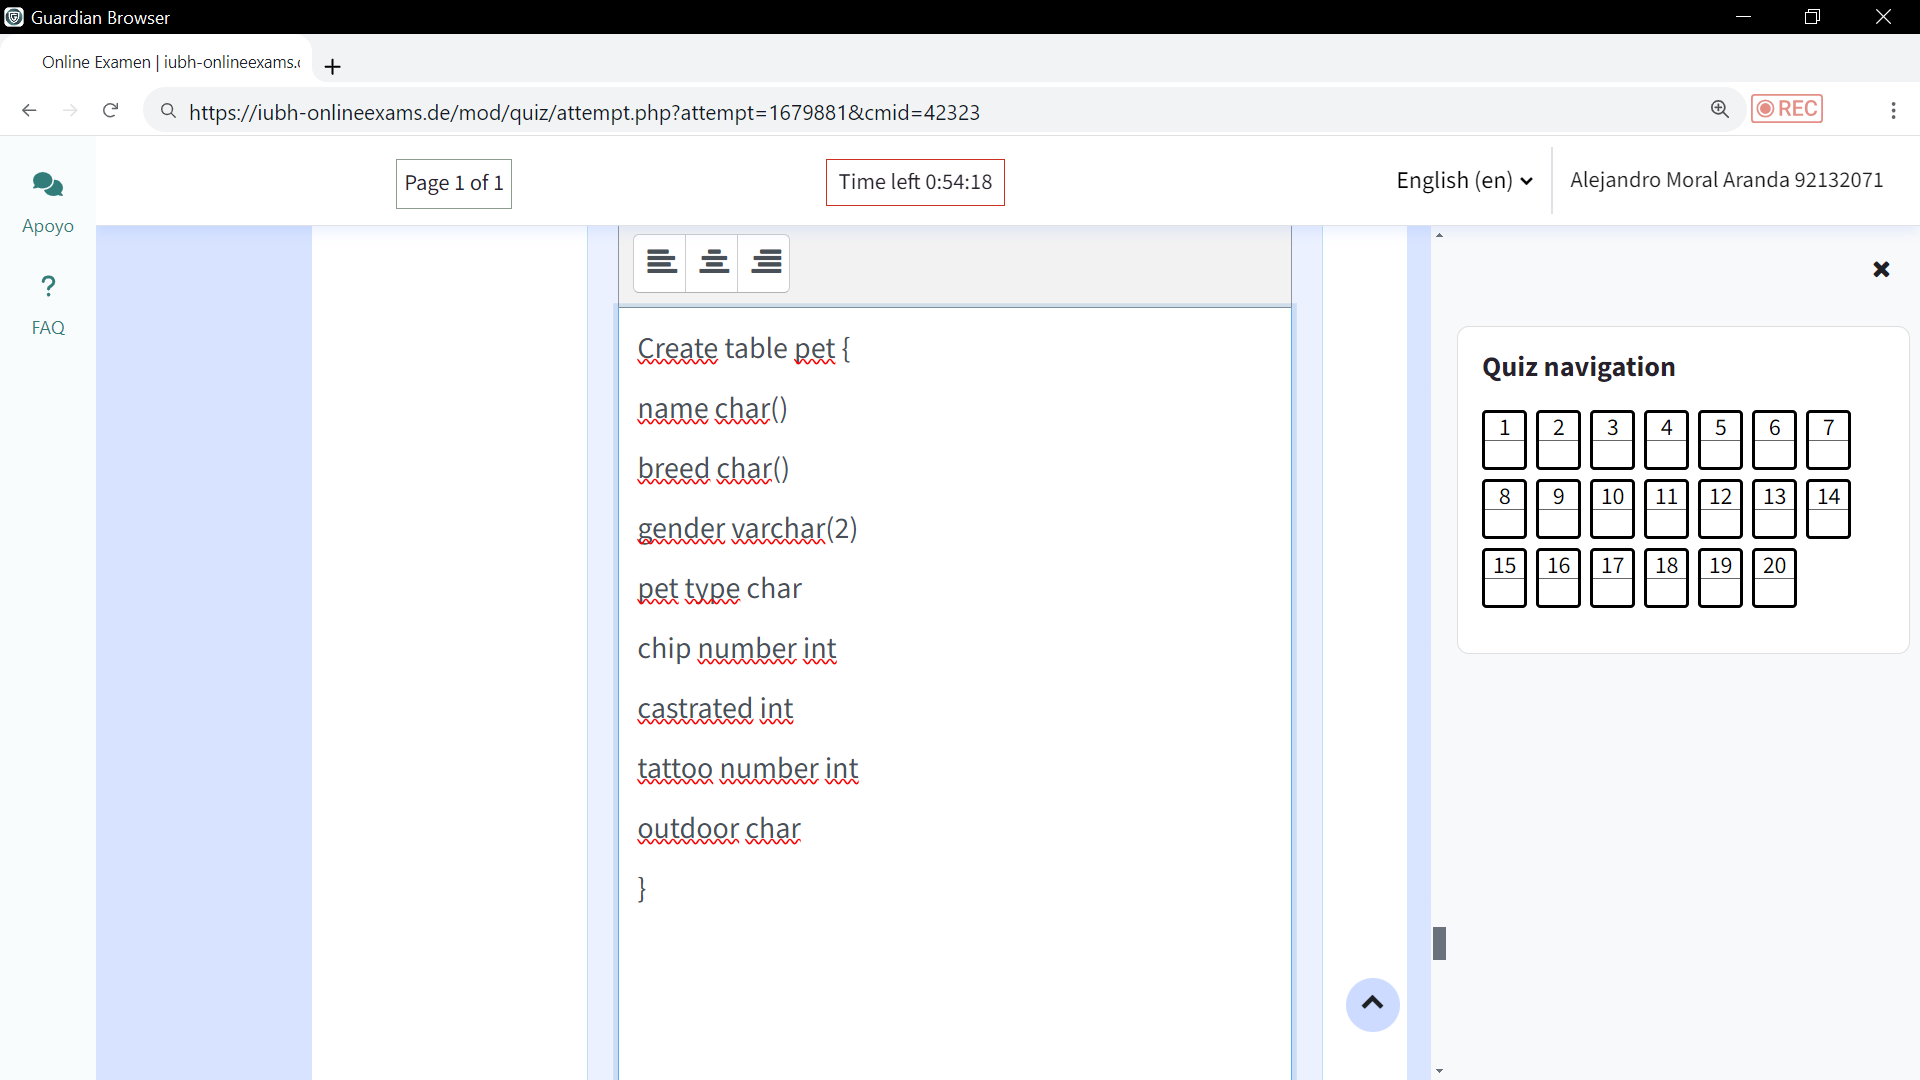 Guardian Browser
Online Examen | iubh-onlineexams.
https://iubh-onlineexams.de/mod/quiz/attempt.php?attempt=1679881&cmid=42323
REC
Page 1 of 1
Time left 0:54:18
English (en)
Alejandro Moral Aranda 92132071
Apoyo
?
FAQ
Create table pet {
name char()
breed char()
gender varchar(2)
pet type char
chip number int
castrated int
tattoo number int
outdoor char
}
Quiz navigation
1 2 3 4 5 6 7
8 9 10 11 12 13 14
15 16 17 18 19 20